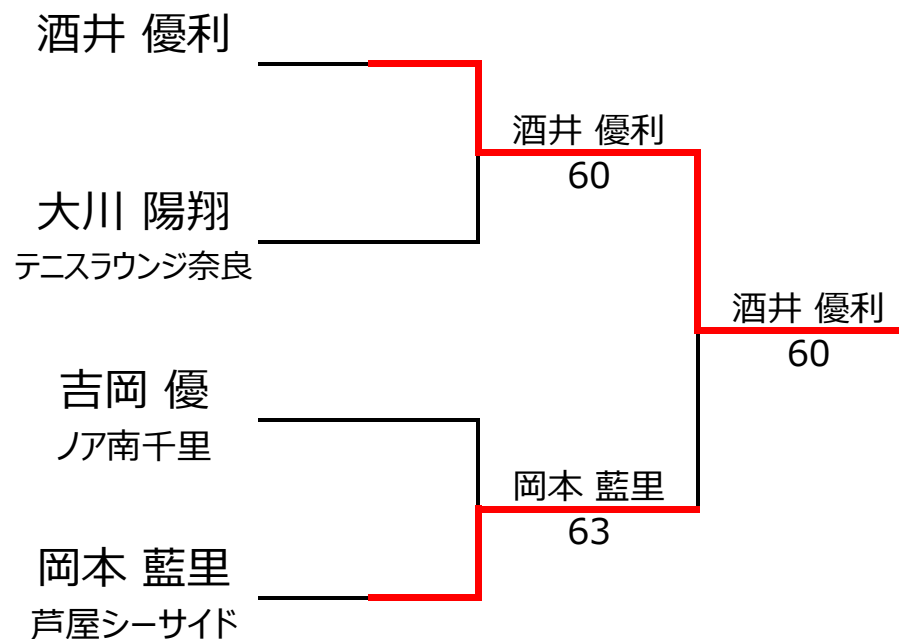 酒井 優利
大川 陽翔
テニスラウンジ奈良
吉岡 優
ノア南千里
岡本 藍里
芦屋シーサイド
酒井 優利
60
岡本 藍里
63
酒井 優利
60